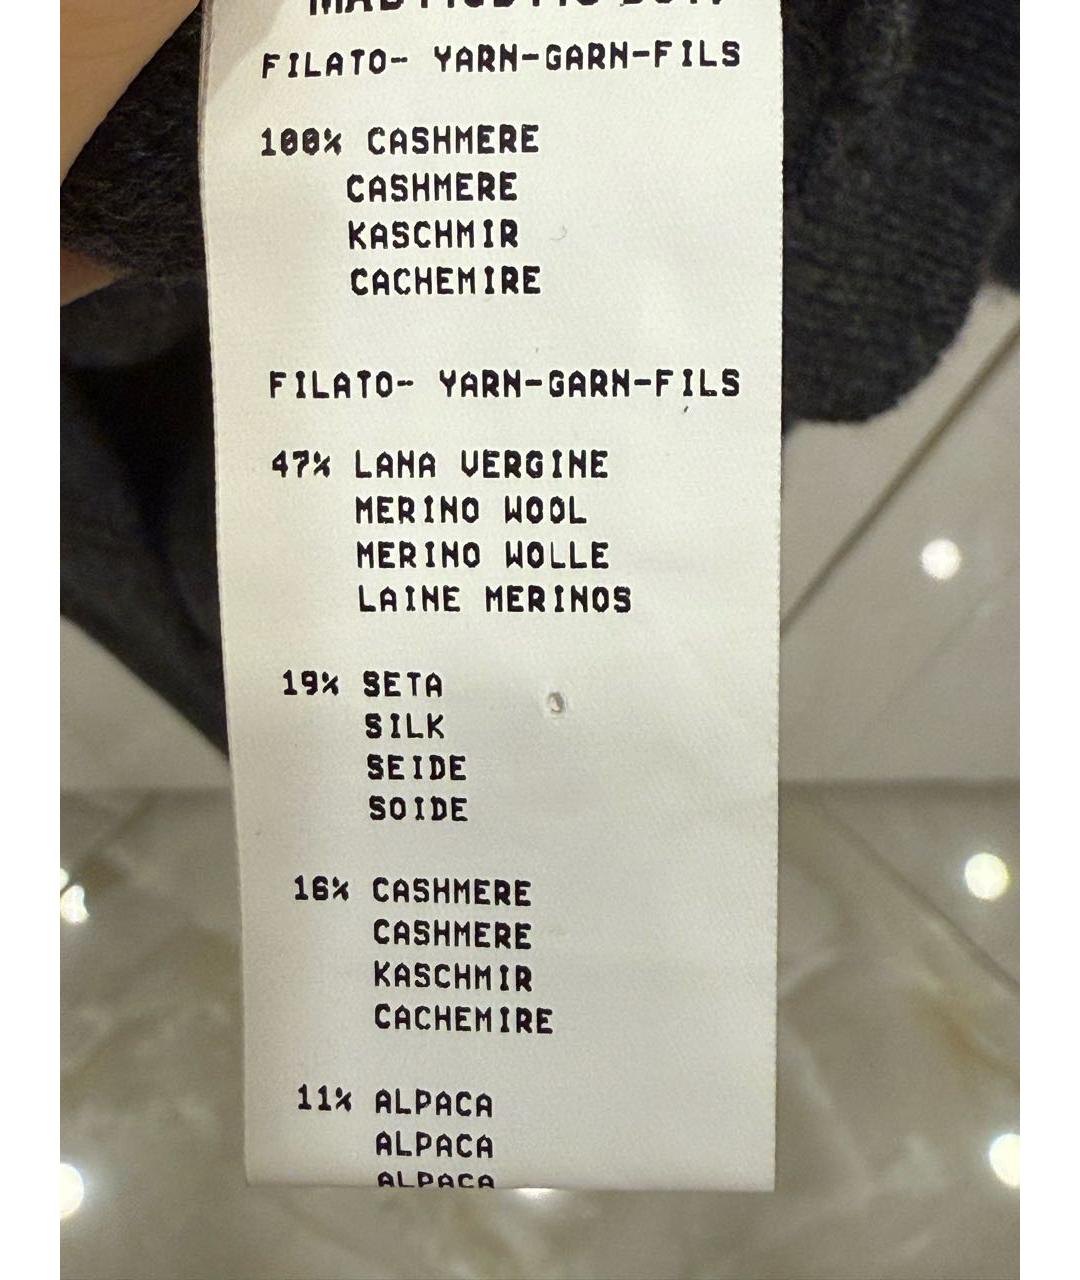 FILATO- YARN-GARN-FILS
100% CASHMERE
CASHMERE
KASCHMIR
CACHEMIRE
FILATO- YARN-GARN-FILS
47% LANA VERGINE
MERINO WOOL
MERINO WOLLE
LAINE MERINOS
19% SETA
SILK
SEIDE
SOIDE
16% CASHMERE
CASHMERE
KASCHMIR
CACHEMIRE
11% ALPACA
ALPACA
ALPACA